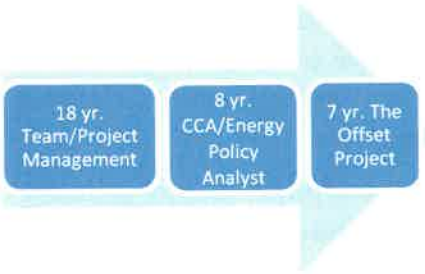 18 yr.
Team/Project
Management
8 yr.
CCA/Energy
Policy
Analyst
7 yr. The
Offset
Project